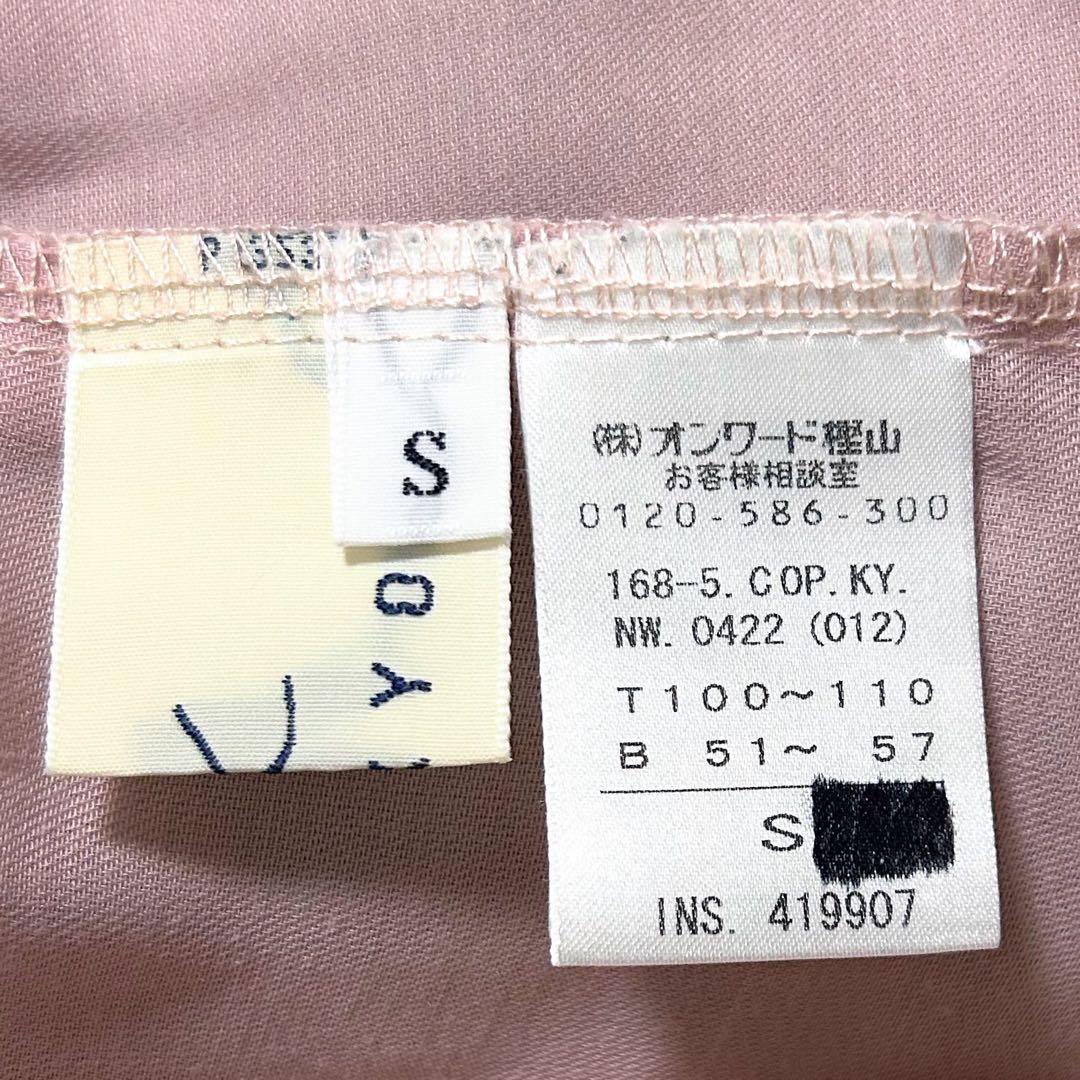 S
Y O
(株)オンワード樫山
お客様相談室
0120-586-300
168-5. COP. KY.
NW. 0422 (012)
T 100〜110
B 51〜 57
S
INS. 419907